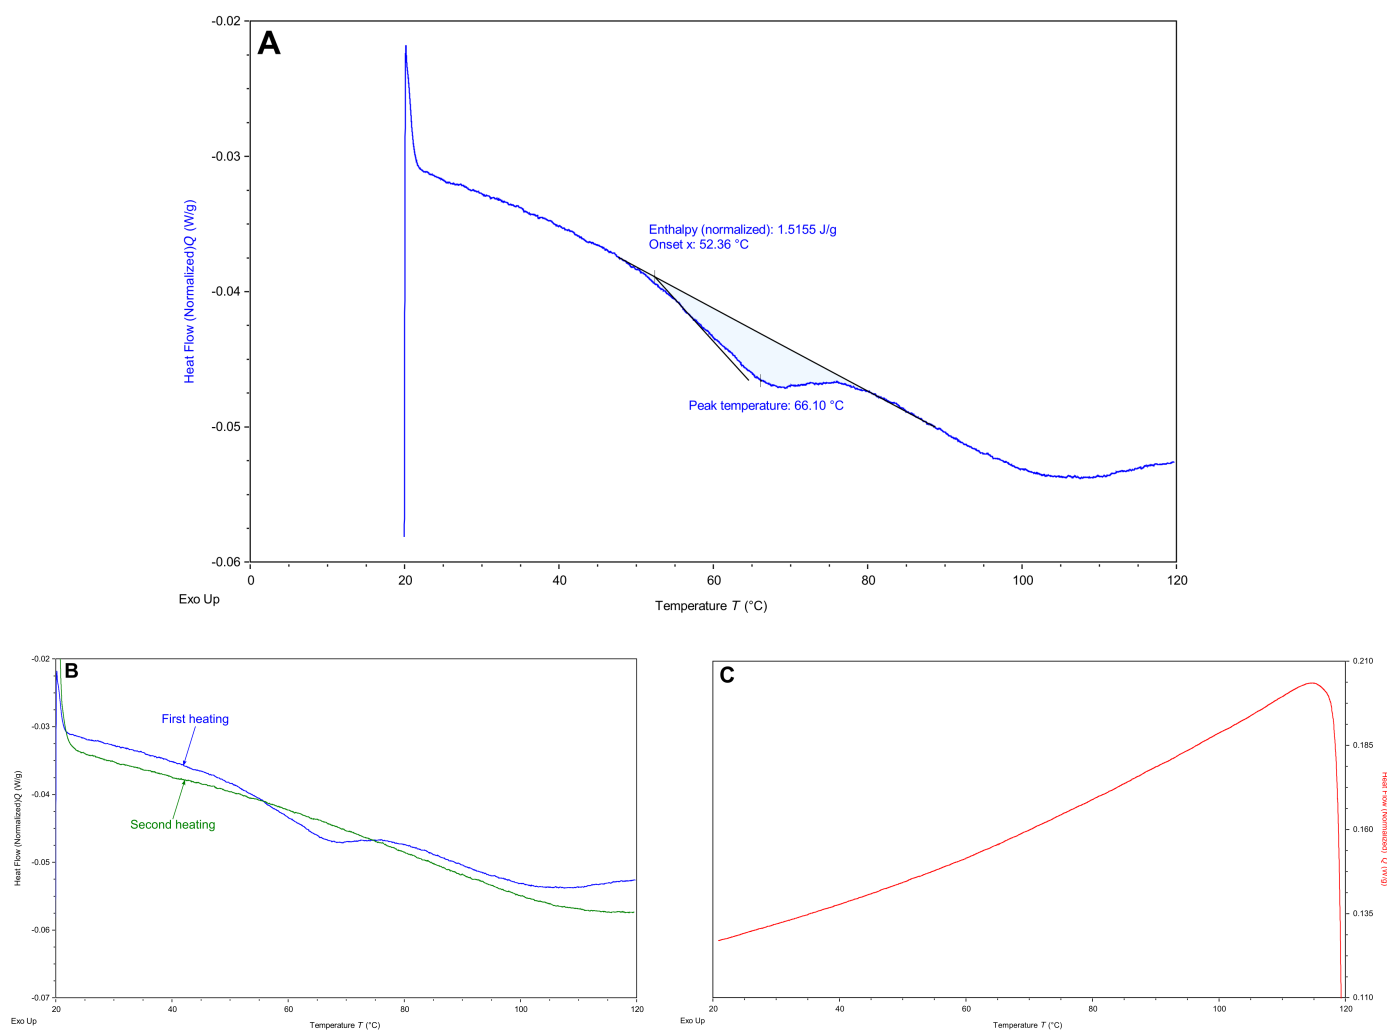 A
-0.02
-0.03
-0.04
-0.05
-0.06
Heat Flow (Normalized)Q (W/g)
Enthalpy (normalized): 1.5155 J/g
Onset x: 52.36 °C
Peak temperature: 66.10 °C
0 20 40 60 80 100 120
Exo Up
Temperature T (°C)
B
-0.02
-0.03
-0.04
-0.05
-0.06
-0.07
Heat Flow (Normalized)Q (W/g)
First heating
Second heating
20 40 60 80 100 120
Exo Up
Temperature T (°C)
C
0.210
0.185
0.160
0.135
0.110
Heat Flow (Normalized) Q (W/g)
20 40 60 80 100 120
Exo Up
Temperature T (°C)